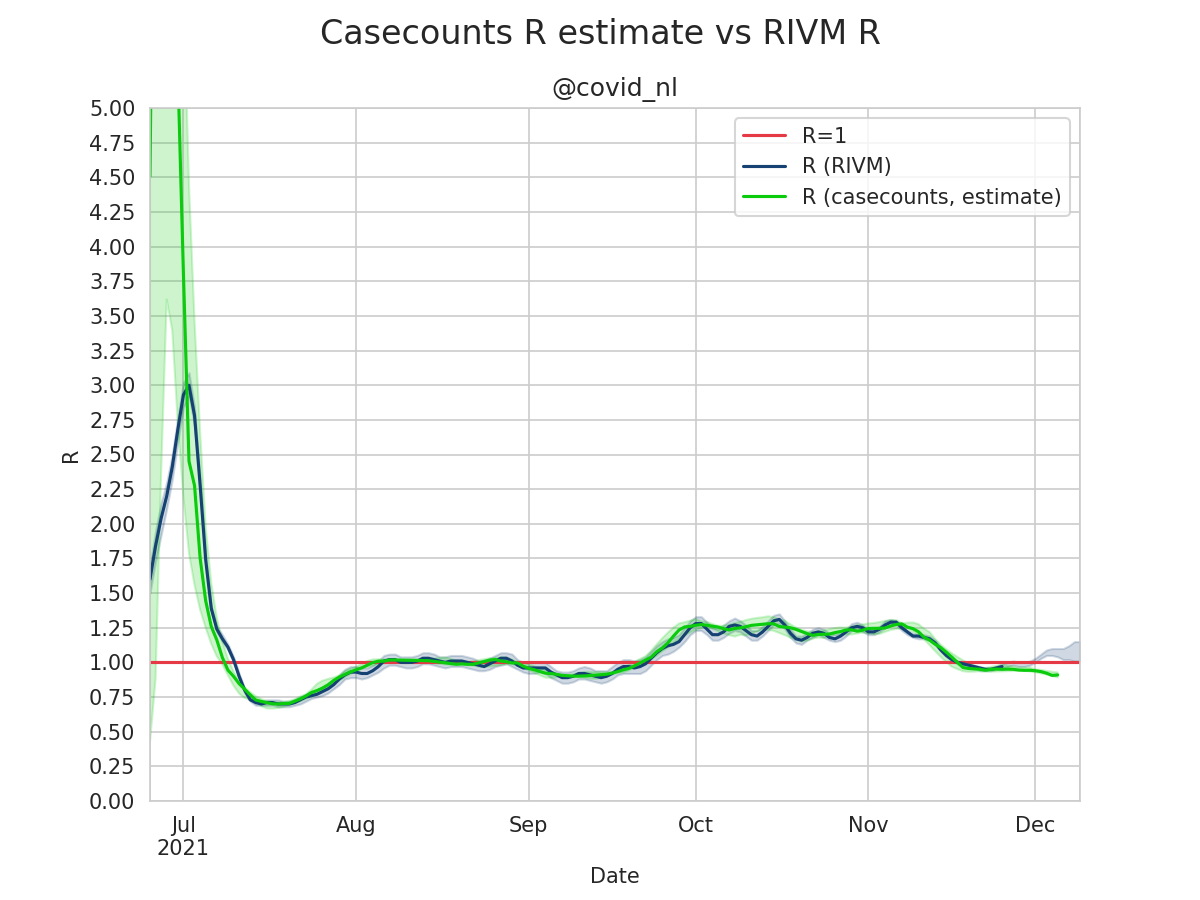 Casecounts R estimate vs RIVM R
@covid_nl
5.00
4.75
4.50
4.25
4.00
3.75
3.50
3.25
3.00
2.75
2.50
2.25
2.00
1.75
1.50
1.25
1.00
0.75
0.50
0.25
0.00
R
R=1
R (RIVM)
R (casecounts, estimate)
Jul Aug Sep Oct Nov Dec
2021
Date